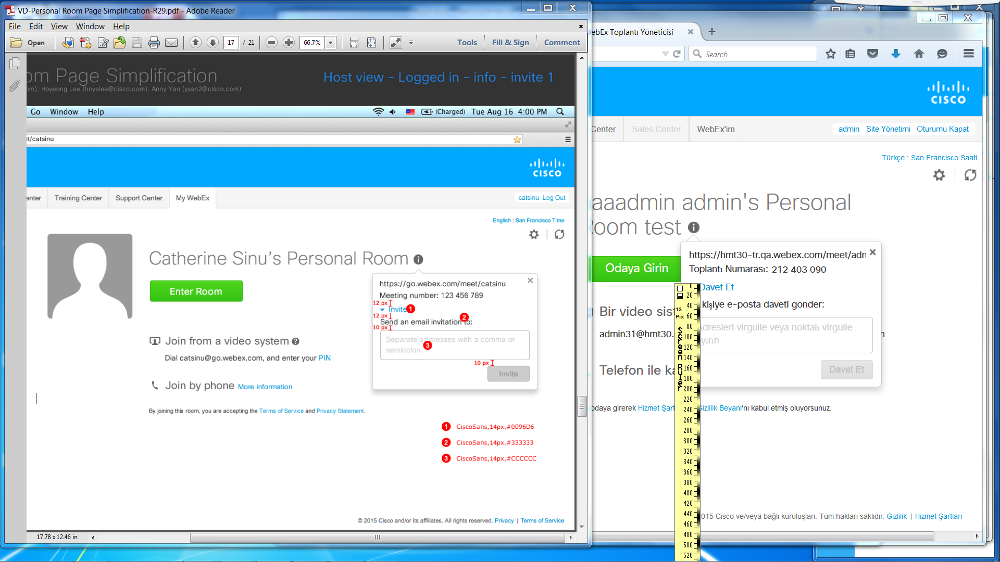 VD-Personal Room Page Simplification-R29.pdf - Adobe Reader
File Edit View Window Help
Open
17 / 21
66.7%
Tools
Fill & Sign
Comment
om Page Simplification
Host view - Logged in - info - invite 1
om), Hoyeong Lee (hoyelee@cisco.com), Anny Yan (yyan2@cisco.com)
Go Window Help
(Charged) Tue Aug 16 4:00 PM
et/catsinu
CISCO
enter
Training Center
Support Center
My WebEx
catsinu Log Out
English : San Francisco Time
Catherine Sinu's Personal Room
Enter Room
https://go.webex.com/meet/catsinu
Meeting number: 123 456 789
12 px
Invite 1
12 px
2
Send an email invitation to:
10 px
Separate addresses with a comma or
semicolon.
3
10 px
Invite
Join from a video system
Dial catsinu@go.webex.com, and enter your PIN
Join by phone More information
By joining this room, you are accepting the Terms of Service and Privacy Statement.
1 CiscoSans,14px,#0096D6
2 CiscoSans,14px,#333333
3 CiscoSans,14px,#CCCCCC
© 2015 Cisco and/or its affiliates. All rights reserved. Privacy | Terms of Service
17.78 x 12.46 in
ebEx Toplantı Yöneticisi
Search
CISCO
Center
Sales Center
WebEx'im
admin Site Yönetimi Oturumu Kapat
Türkçe : San Francisco Saati
aaadmin admin's Personal
Room test
https://hmt30-tr.qa.webex.com/meet/adm
Toplantı Numarası: 212 403 090
Odaya Girin
Davet Et
kişiye e-posta daveti gönder:
Adresleri virgülle veya noktalı virgülle
yırın
Davet Et
Bir video sist
admin31@hmt30.
n
Telefon ile ka
odaya girerek Hizmet Şart
Gizlilik Beyanı'nı kabul etmiş oluyorsunuz.
2015 Cisco ve/veya bağlı kuruluşları. Tüm hakları saklıdır. Gizlilik | Hizmet Şartları
13
Pix
Screen Ruler
0
20
40
60
80
100
120
140
160
180
200
220
240
260
280
300
320
340
360
380
400
420
440
460
480
500
520